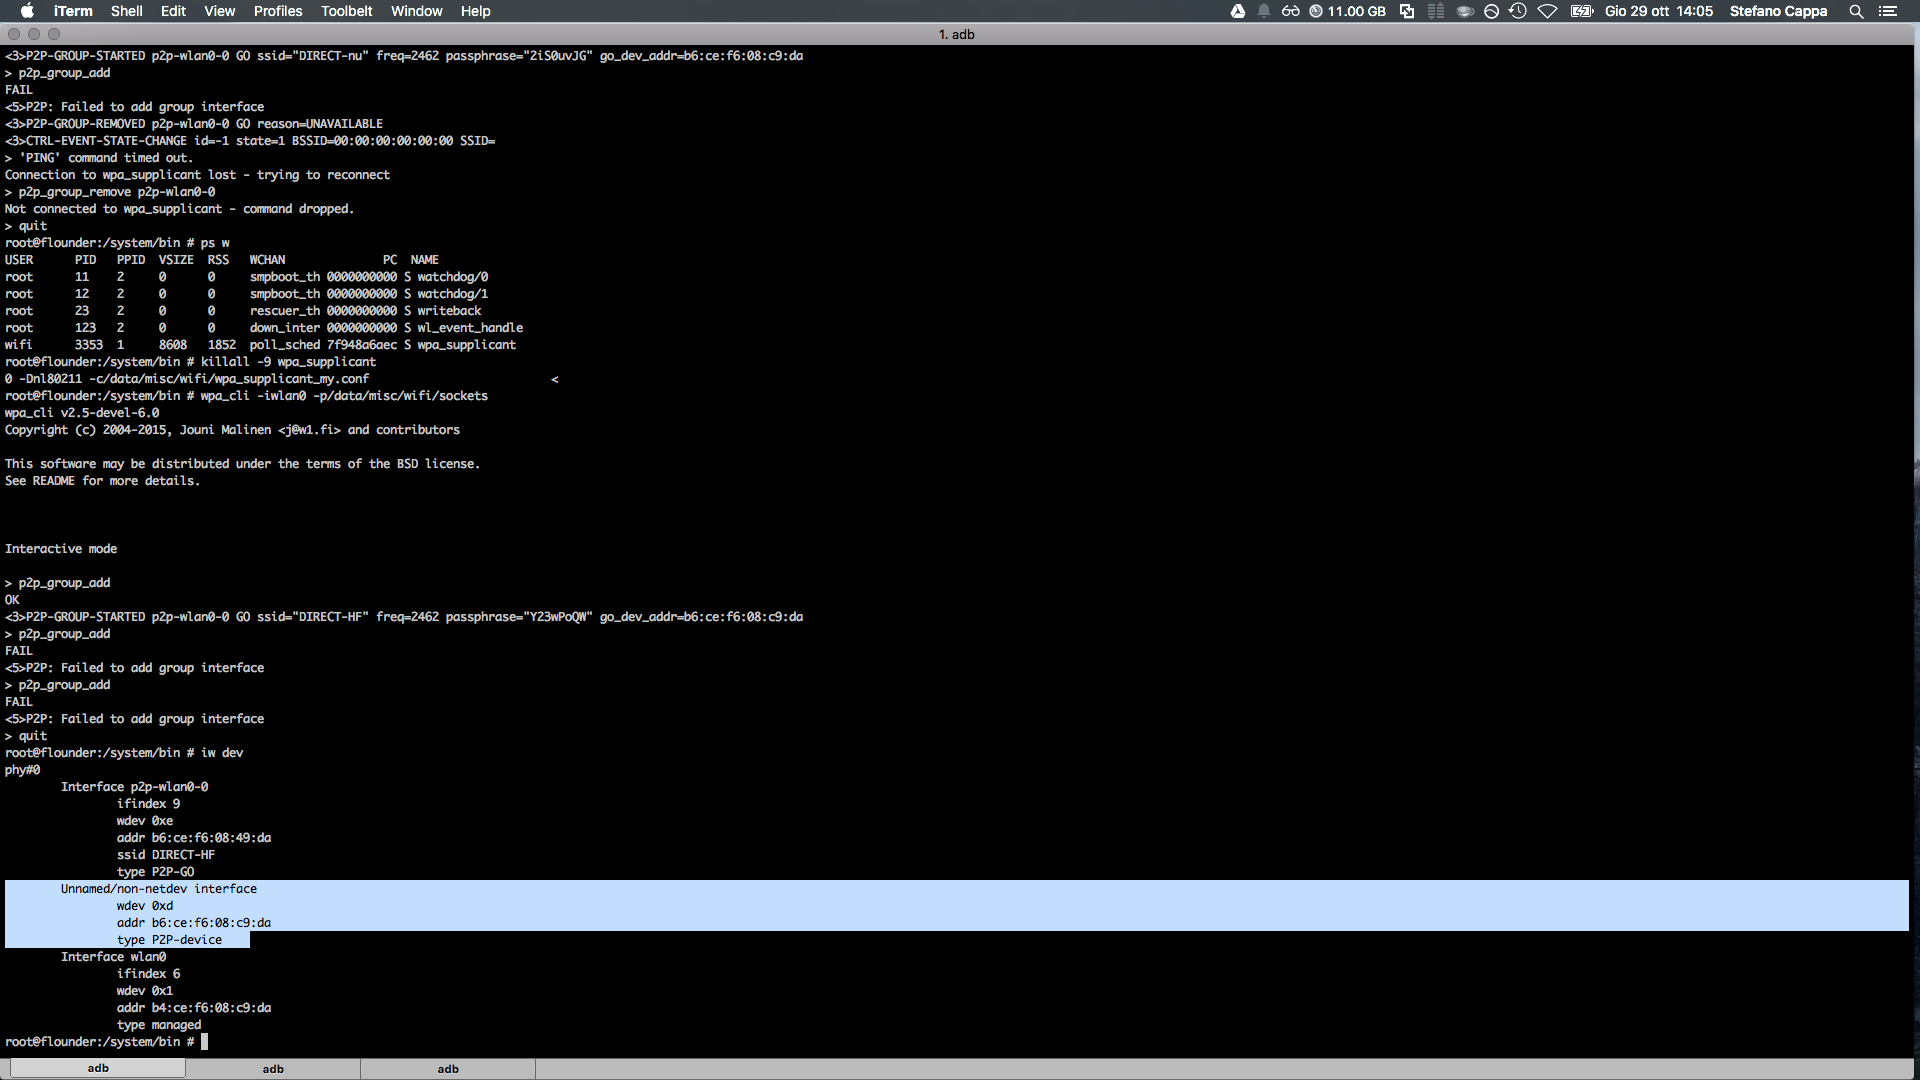 iTerm Shell Edit View Profiles Toolbelt Window Help 11.00 GB Gio 29 ott 14:05 Stefano Cappa
1. adb
<3>P2P-GROUP-STARTED p2p-wlan0-0 GO ssid="DIRECT-nu" freq=2462 passphrase="2iS0uvJG" go_dev_addr=b6:ce:f6:08:c9:da
> p2p_group_add
FAIL
<5>P2P: Failed to add group interface
<3>P2P-GROUP-REMOVED p2p-wlan0-0 GO reason=UNAVAILABLE
<3>CTRL-EVENT-STATE-CHANGE id=-1 state=1 BSSID=00:00:00:00:00:00 SSID=
> 'PING' command timed out.
Connection to wpa_supplicant lost - trying to reconnect
> p2p_group_remove p2p-wlan0-0
Not connected to wpa_supplicant - command dropped.
> quit
root@flounder:/system/bin # ps w
USER PID PPID VSIZE RSS WCHAN PC NAME
root 11 2 0 0 smpboot_th 0000000000 S watchdog/0
root 12 2 0 0 smpboot_th 0000000000 S watchdog/1
root 23 2 0 0 rescuer_th 0000000000 S writeback
root 123 2 0 0 down_inter 0000000000 S wl_event_handle
wifi 3353 1 8608 1852 poll_sched 7f948a6aec S wpa_supplicant
root@flounder:/system/bin # killall -9 wpa_supplicant
0 -Dnl80211 -c/data/misc/wifi/wpa_supplicant_my.conf <
root@flounder:/system/bin # wpa_cli -iwlan0 -p/data/misc/wifi/sockets
wpa_cli v2.5-devel-6.0
Copyright (c) 2004-2015, Jouni Malinen <j@w1.fi> and contributors
This software may be distributed under the terms of the BSD license.
See README for more details.
Interactive mode
> p2p_group_add
OK
<3>P2P-GROUP-STARTED p2p-wlan0-0 GO ssid="DIRECT-HF" freq=2462 passphrase="Y23wPoQW" go_dev_addr=b6:ce:f6:08:c9:da
> p2p_group_add
FAIL
<5>P2P: Failed to add group interface
> p2p_group_add
FAIL
<5>P2P: Failed to add group interface
> quit
root@flounder:/system/bin # iw dev
phy#0
Interface p2p-wlan0-0
ifindex 9
wdev 0xe
addr b6:ce:f6:08:49:da
ssid DIRECT-HF
type P2P-GO
Unnamed/non-netdev interface
wdev 0xd
addr b6:ce:f6:08:c9:da
type P2P-device
Interface wlan0
ifindex 6
wdev 0x1
addr b4:ce:f6:08:c9:da
type managed
root@flounder:/system/bin #
adb adb adb